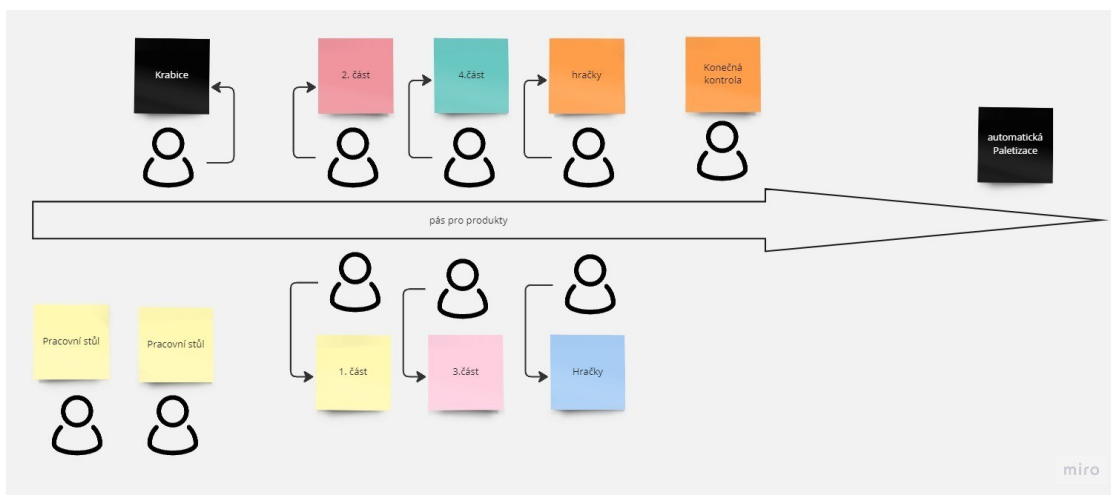 Krabice
2. část
4.část
hračky
Konečná
kontrola
automatická
Paletizace
pás pro produkty
Pracovní stůl
Pracovní stůl
1. část
3.část
Hračky
miro